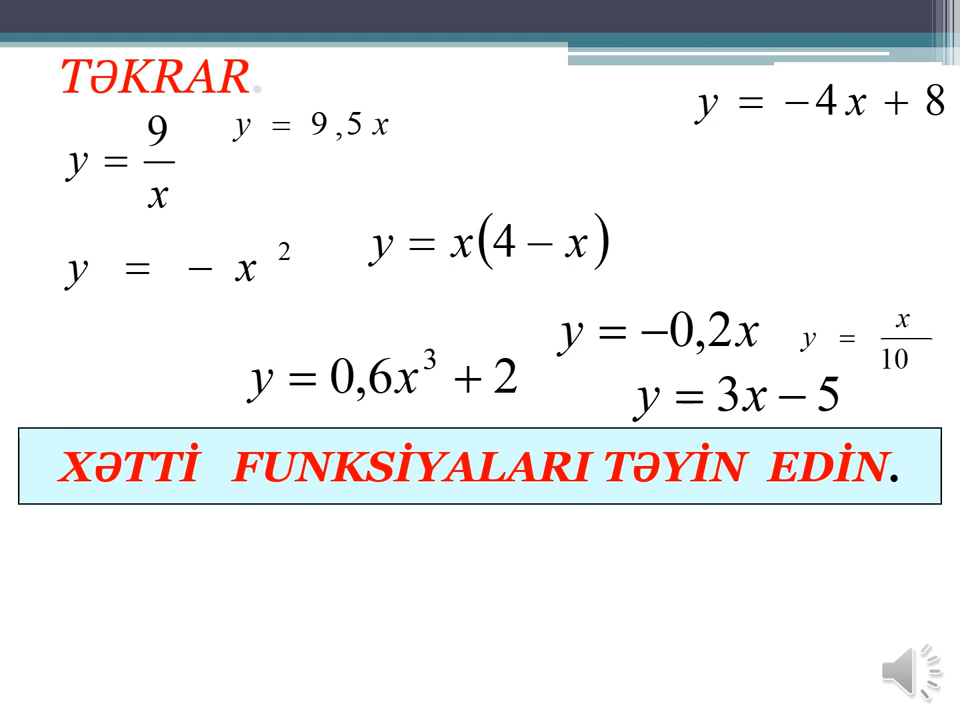 TƏKRAR.
y = −4x + 8
y = 9,5x
y = 9/x
y = x(4 − x)
y = −x²
y = −0,2x
y = x/10
y = 0,6x³ + 2
y = 3x − 5
XƏTTİ FUNKSİYALARI TƏYİN EDİN.